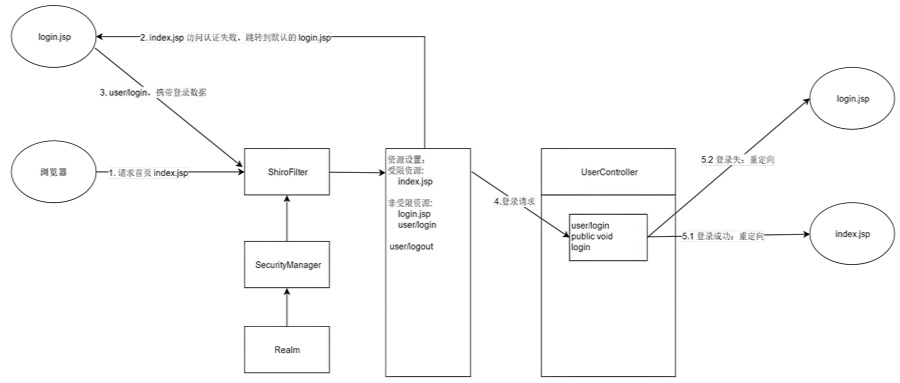 login.jsp
2. index.jsp 访问认证失败，跳转到默认的 login.jsp
3. user/login，携带登录数据
浏览器
1. 请求首页 index.jsp
ShiroFilter
SecurityManager
Realm
资源设置：
受限资源:
index.jsp
非受限资源:
login.jsp
user/login
user/logout
4.登录请求
UserController
user/login
public void
login
5.2 登录失：重定向
login.jsp
5.1 登录成功：重定向
index.jsp